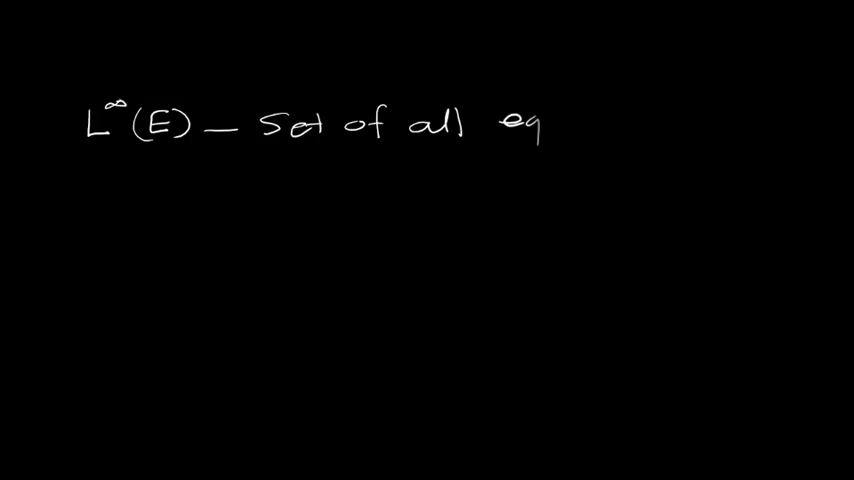 L^∞(E) — Set of all eq